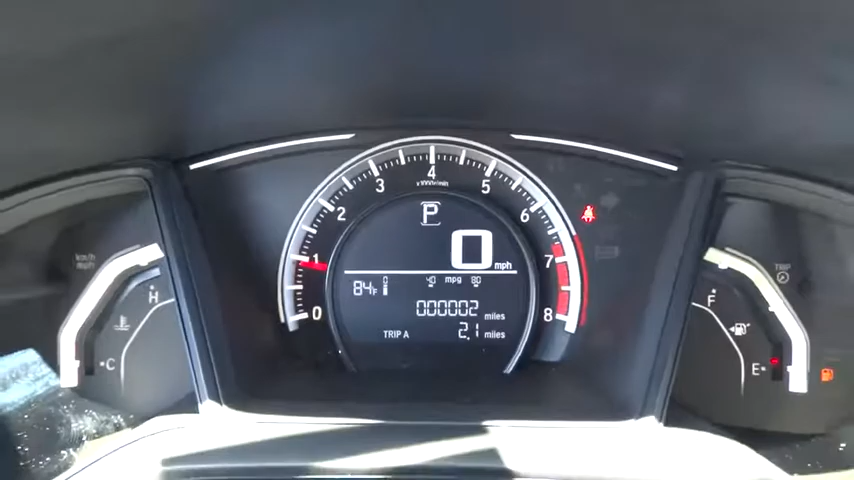 x1000r/min
0
1
2
3
4
5
6
7
8
P
0 mph
84°F
0 40 mpg 80
000002 miles
TRIP A 2.1 miles
km/h
mph
H
C
TRIP
F
E